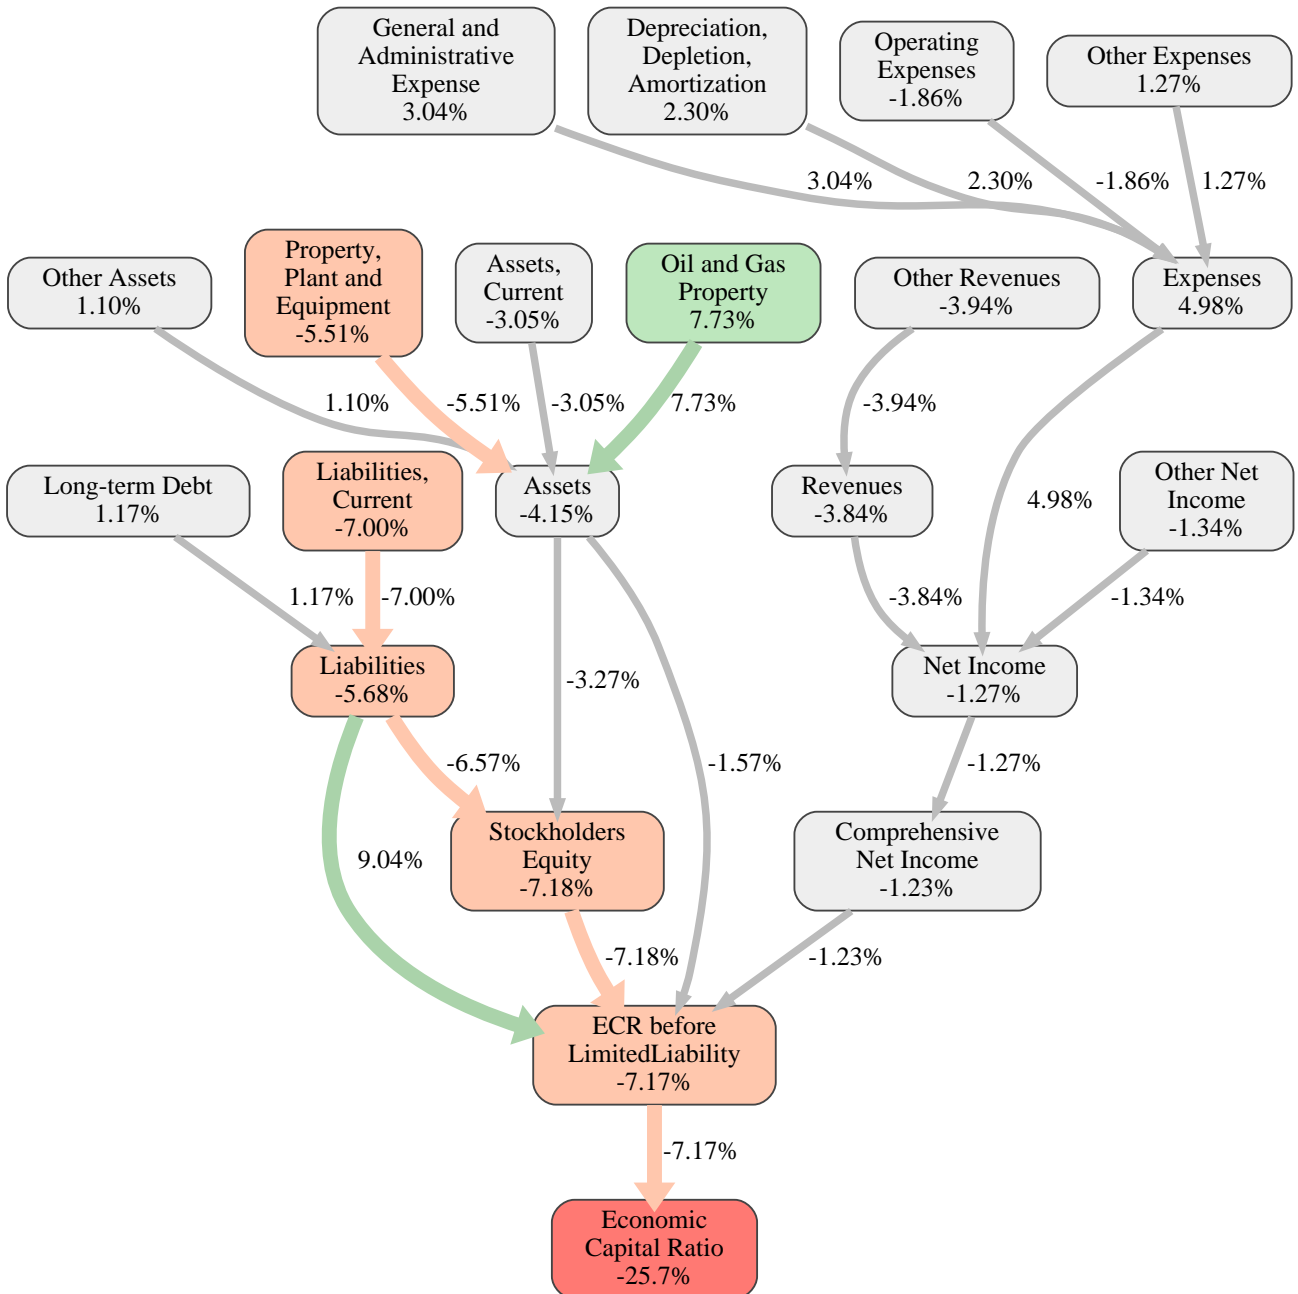 General and
Administrative
Expense
3.04%
Depreciation,
Depletion,
Amortization
2.30%
Operating
Expenses
-1.86%
Other Expenses
1.27%
3.04%
2.30%
-1.86%
1.27%
Other Assets
1.10%
Property,
Plant and
Equipment
-5.51%
Assets,
Current
-3.05%
Oil and Gas
Property
7.73%
Other Revenues
-3.94%
Expenses
4.98%
1.10%
-5.51%
-3.05%
7.73%
-3.94%
4.98%
Long-term Debt
1.17%
Liabilities,
Current
-7.00%
Assets
-4.15%
Revenues
-3.84%
Other Net
Income
-1.34%
1.17%
-7.00%
-3.84%
-1.34%
Liabilities
-5.68%
-3.27%
Net Income
-1.27%
-6.57%
-1.57%
-1.27%
9.04%
Stockholders
Equity
-7.18%
Comprehensive
Net Income
-1.23%
-7.18%
-1.23%
ECR before
LimitedLiability
-7.17%
-7.17%
Economic
Capital Ratio
-25.7%